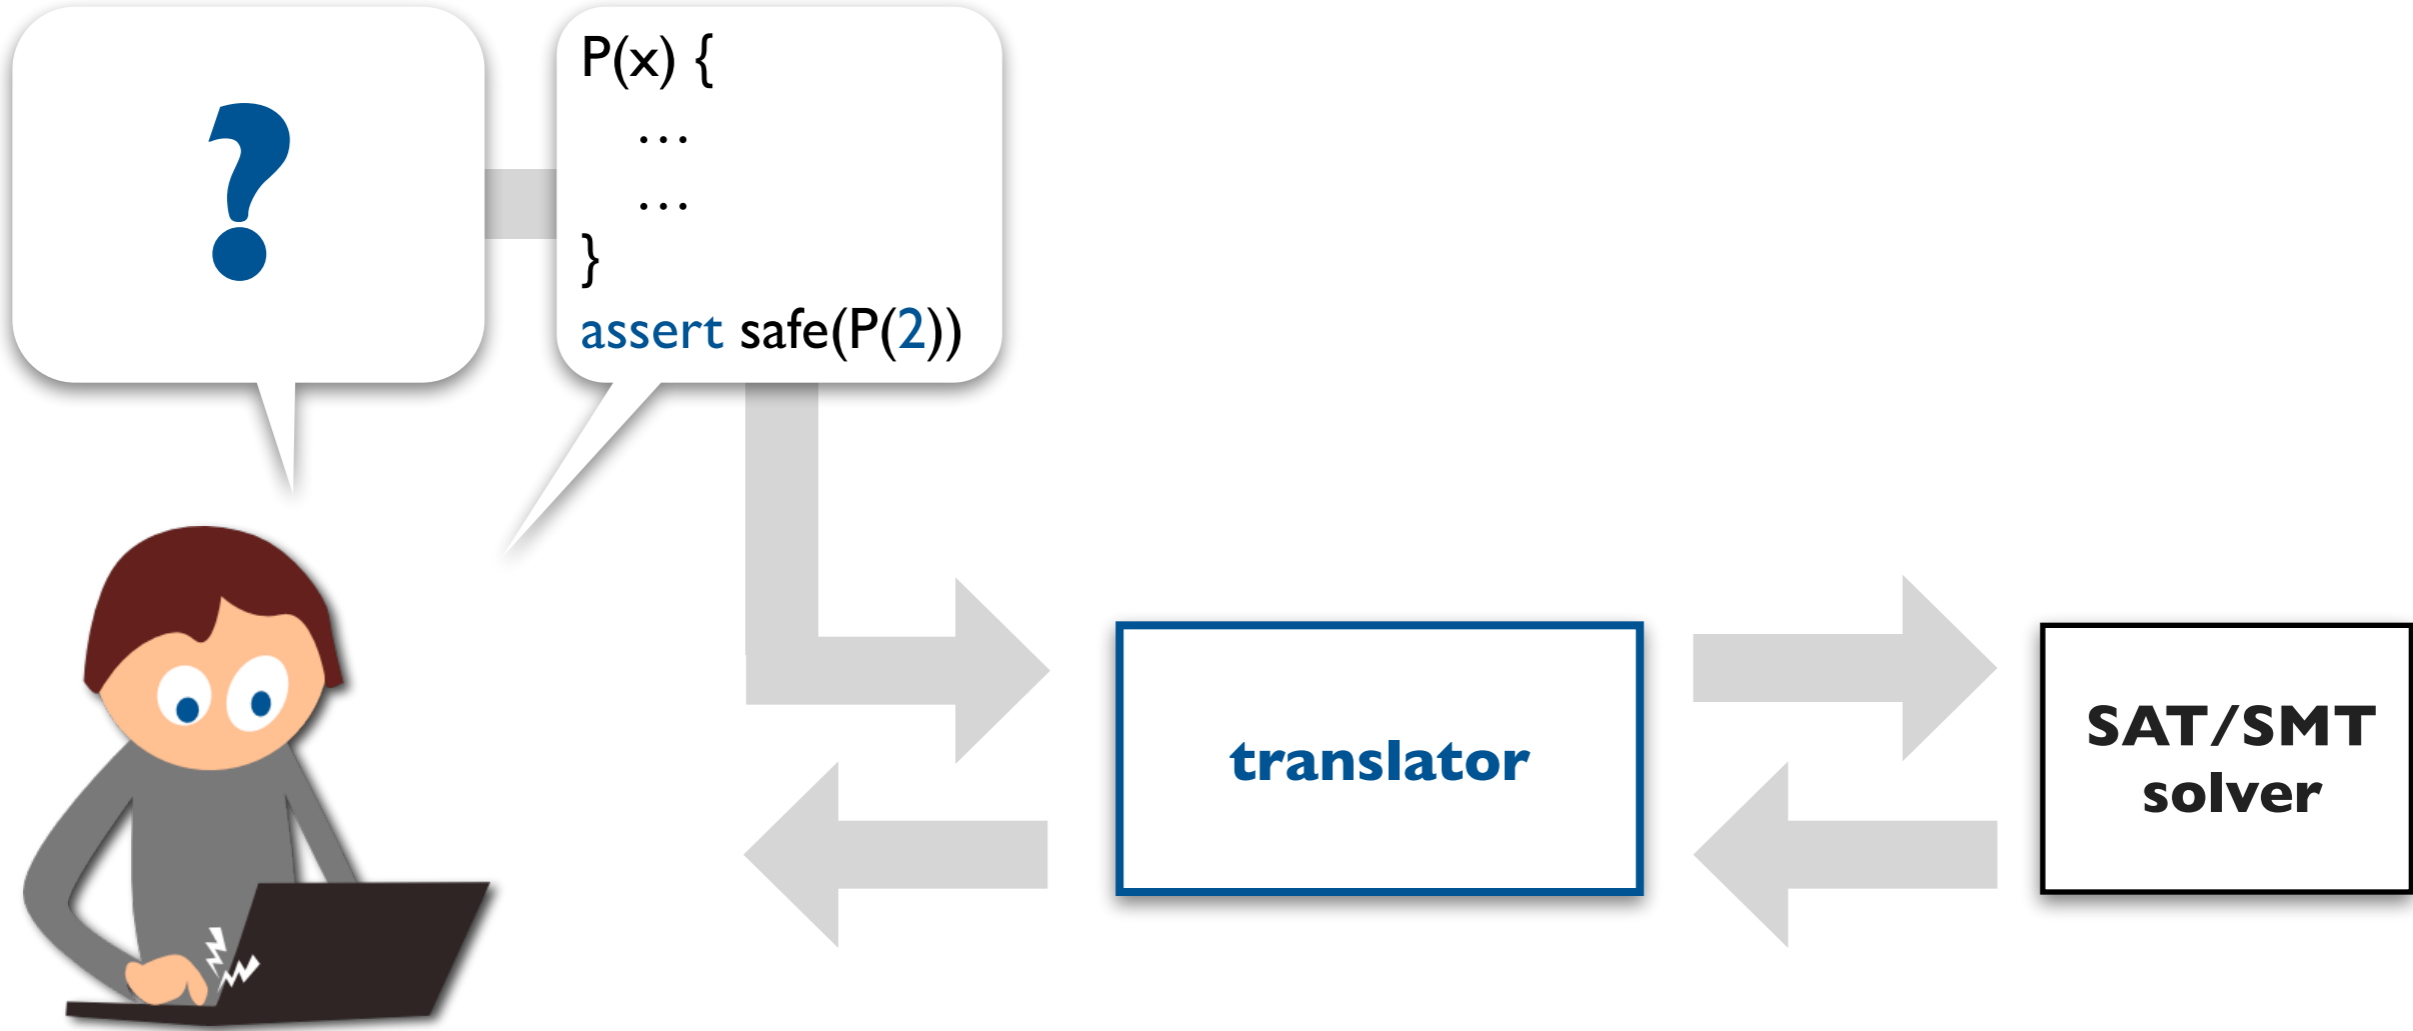 ?
P(x) {
…
…
}
assert safe(P(2))
translator
SAT/SMT
solver